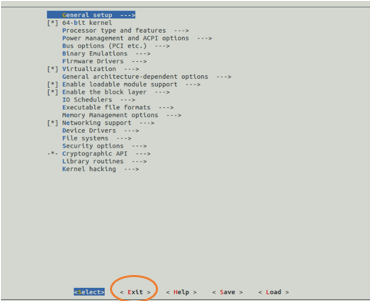 General setup  --->
[*] 64-bit kernel
Processor type and features  --->
Power management and ACPI options  --->
Bus options (PCI etc.)  --->
Binary Emulations  --->
Firmware Drivers  --->
[*] Virtualization  --->
General architecture-dependent options  --->
[*] Enable loadable module support  --->
[*] Enable the block layer  --->
IO Schedulers  --->
Executable file formats  --->
Memory Management options  --->
[*] Networking support  --->
Device Drivers  --->
File systems  --->
Security options  --->
-*- Cryptographic API  --->
Library routines  --->
Kernel hacking  --->
<Select>    < Exit >    < Help >    < Save >    < Load >